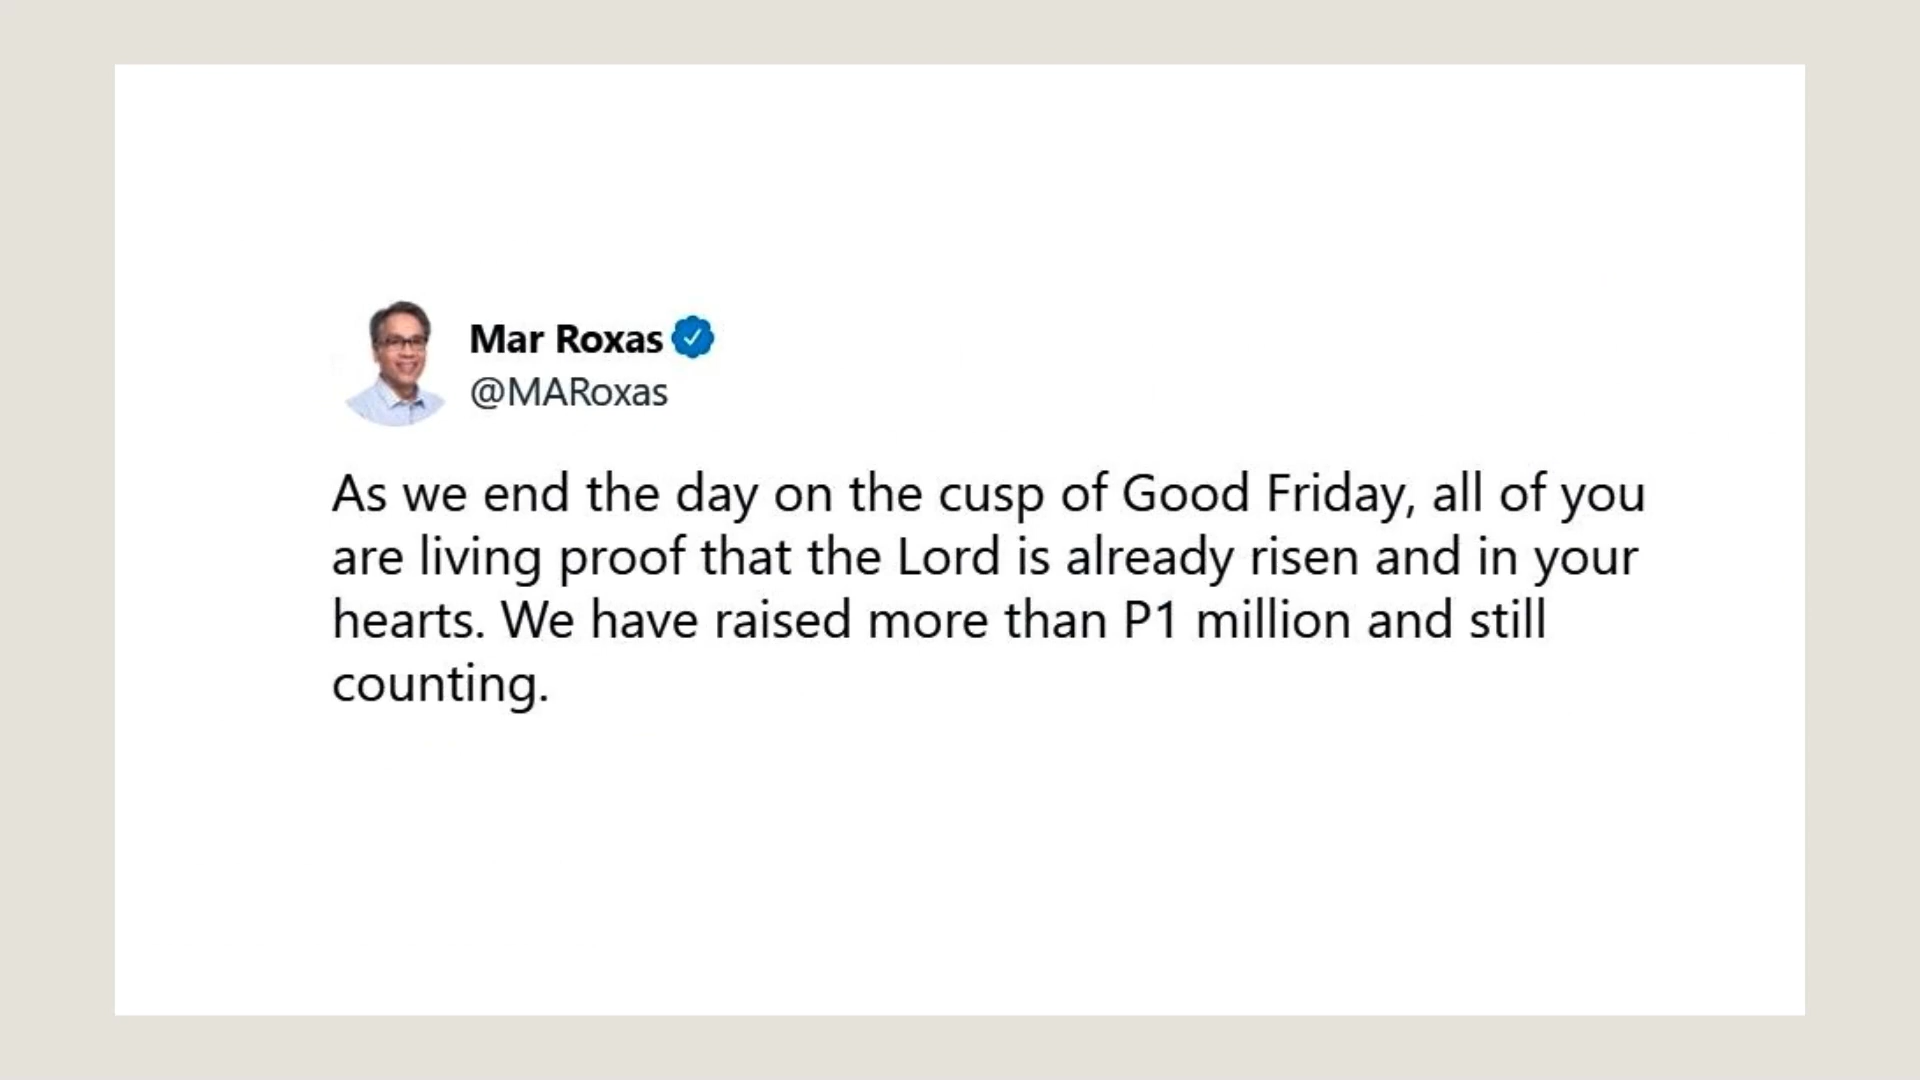 Mar Roxas
@MARoxas
As we end the day on the cusp of Good Friday, all of you
are living proof that the Lord is already risen and in your
hearts. We have raised more than P1 million and still
counting.